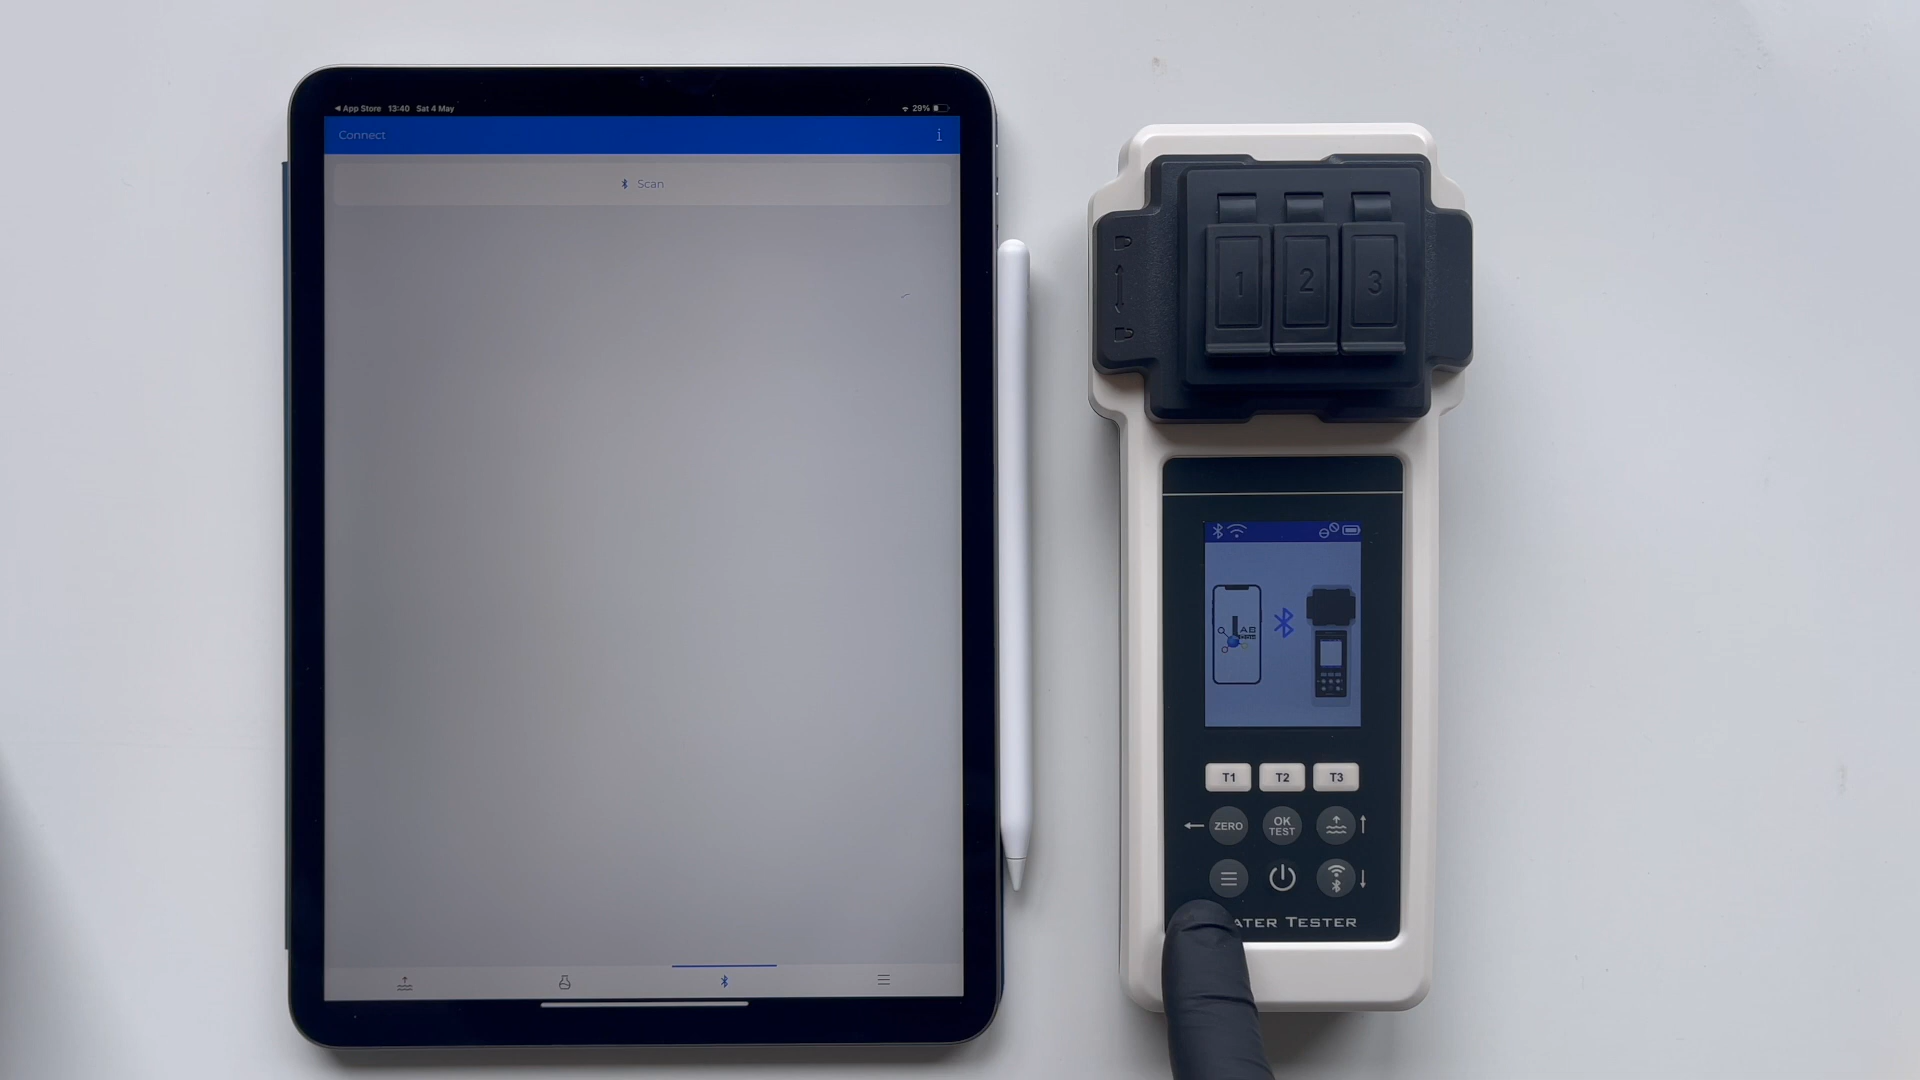 App Store 13:40 Sat 4 May
29%
Connect
i
Scan
1 2 3
T1 T2 T3
ZERO
OK
TEST
ATER TESTER